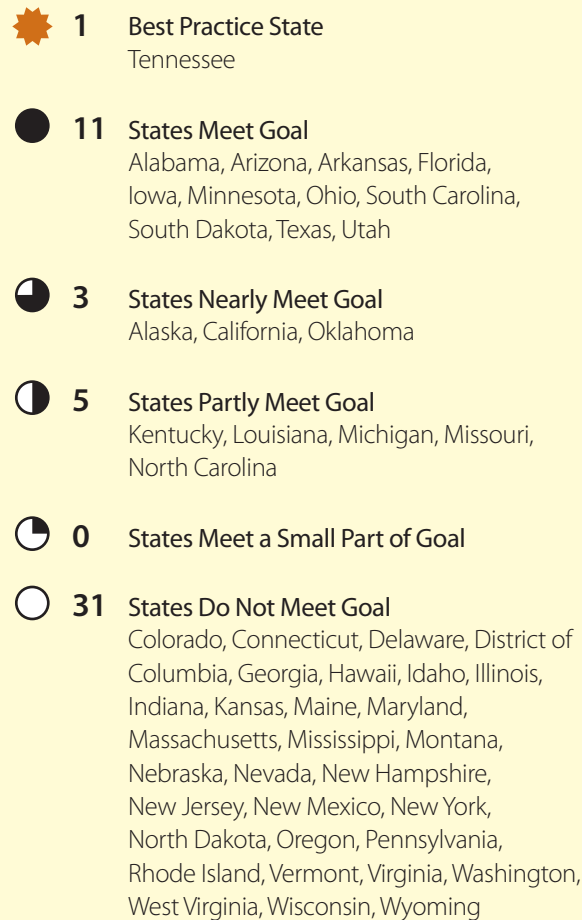 1 Best Practice State
Tennessee
11 States Meet Goal
Alabama, Arizona, Arkansas, Florida,
Iowa, Minnesota, Ohio, South Carolina,
South Dakota, Texas, Utah
3 States Nearly Meet Goal
Alaska, California, Oklahoma
5 States Partly Meet Goal
Kentucky, Louisiana, Michigan, Missouri,
North Carolina
0 States Meet a Small Part of Goal
31 States Do Not Meet Goal
Colorado, Connecticut, Delaware, District of
Columbia, Georgia, Hawaii, Idaho, Illinois,
Indiana, Kansas, Maine, Maryland,
Massachusetts, Mississippi, Montana,
Nebraska, Nevada, New Hampshire,
New Jersey, New Mexico, New York,
North Dakota, Oregon, Pennsylvania,
Rhode Island, Vermont, Virginia, Washington,
West Virginia, Wisconsin, Wyoming